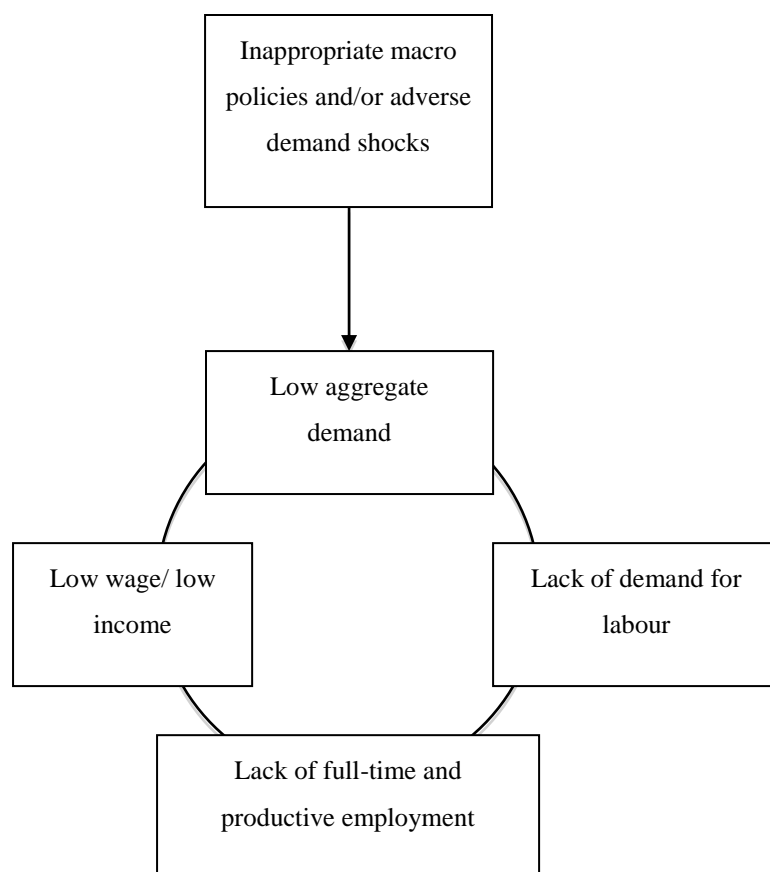 Inappropriate macro
policies and/or adverse
demand shocks
Low aggregate
demand
Low wage/ low
income
Lack of demand for
labour
Lack of full-time and
productive employment